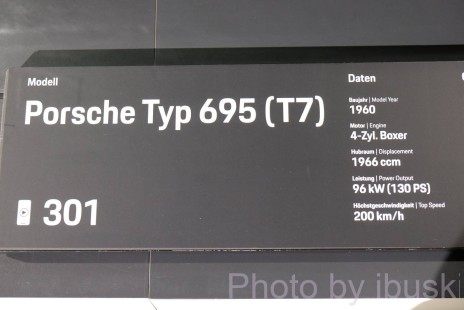 Modell
Porsche Typ 695 (T7)
301
Daten
Baujahr | Model Year
1960
Motor | Engine
4-Zyl. Boxer
Hubraum | Displacement
1966 ccm
Leistung | Power Output
96 kW (130 PS)
Höchstgeschwindigkeit | Top Speed
200 km/h
Photo by ibuski